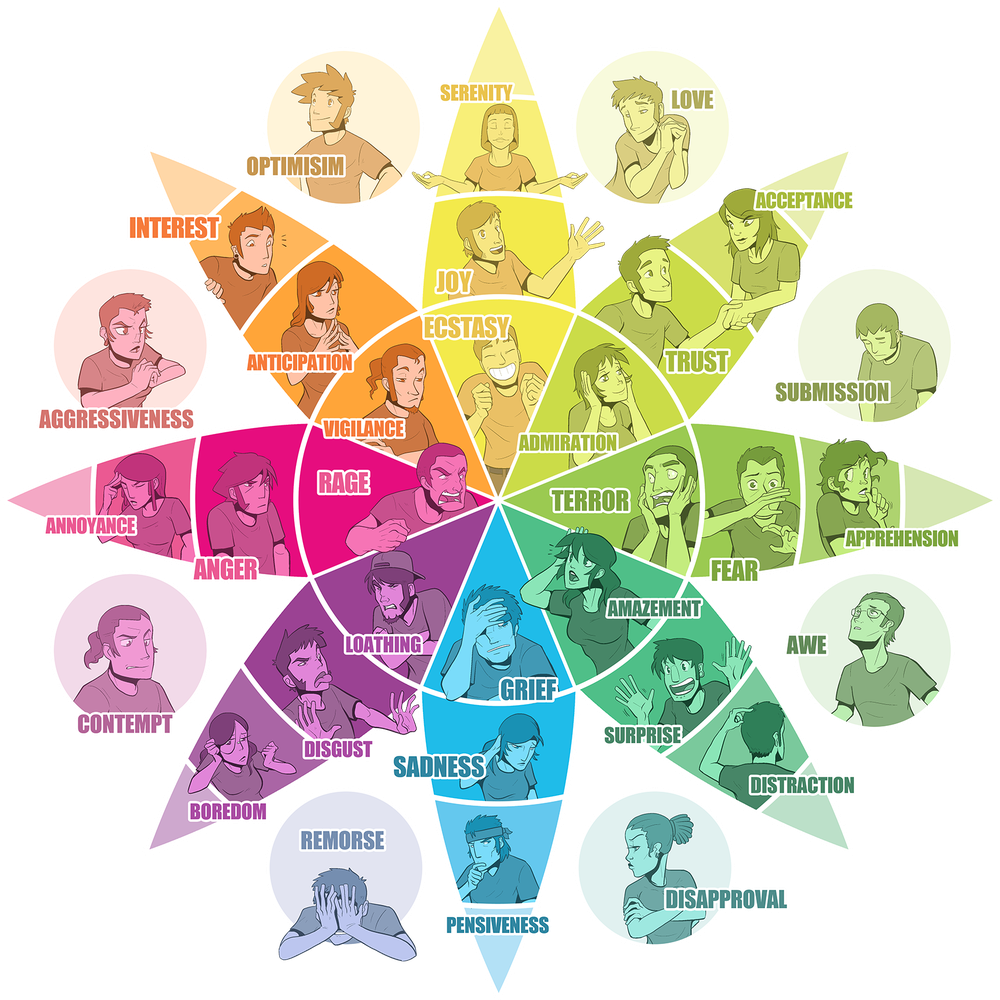 SERENITY
LOVE
OPTIMISIM
ACCEPTANCE
INTEREST
JOY
ECSTASY
ANTICIPATION
TRUST
SUBMISSION
AGGRESSIVENESS
VIGILANCE
ADMIRATION
RAGE
TERROR
ANNOYANCE
APPREHENSION
ANGER
FEAR
AMAZEMENT
LOATHING
AWE
GRIEF
CONTEMPT
SURPRISE
DISGUST
SADNESS
DISTRACTION
BOREDOM
REMORSE
DISAPPROVAL
PENSIVENESS